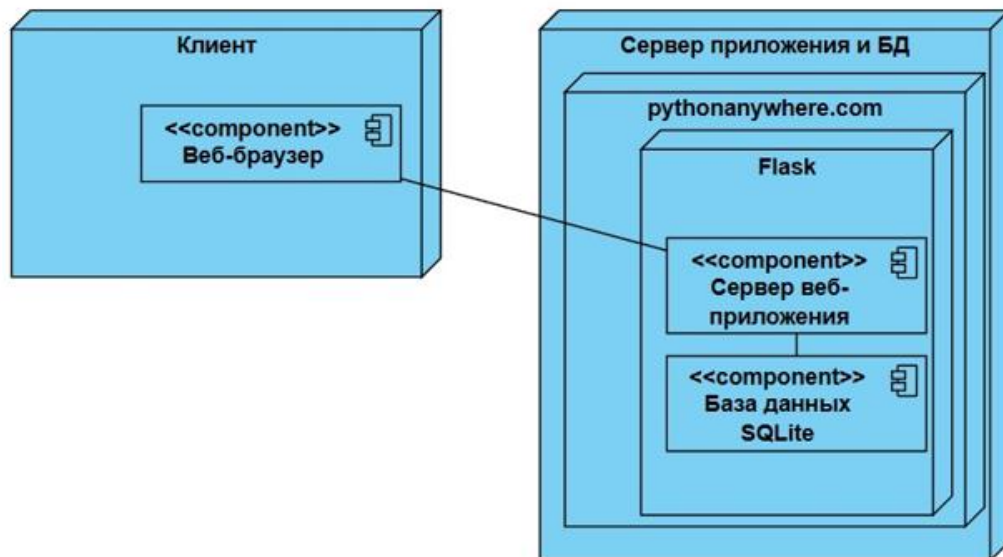 Клиент
<<component>>
Веб-браузер
Сервер приложения и БД
pythonanywhere.com
Flask
<<component>>
Сервер веб-
приложения
<<component>>
База данных
SQLite